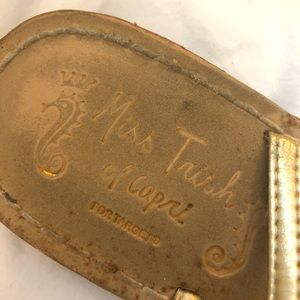 Miss Trish
of Capri
FOR TARGET®